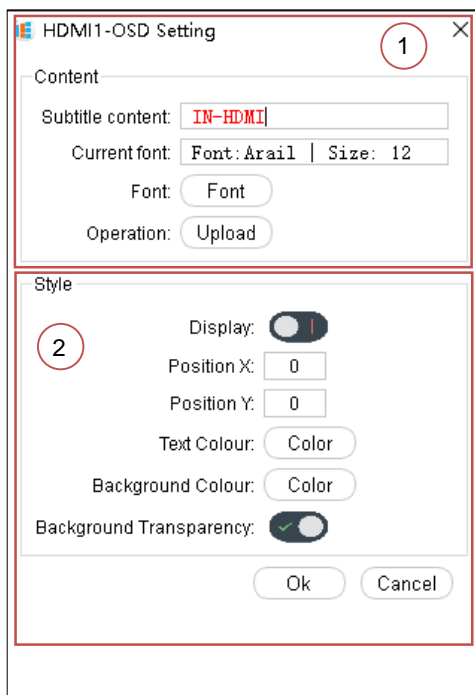 HDMI1-OSD Setting
1
Content
Subtitle content: IN-HDMI
Current font: Font:Arail | Size: 12
Font: Font
Operation: Upload
Style
2
Display:
Position X: 0
Position Y: 0
Text Colour: Color
Background Colour: Color
Background Transparency:
Ok Cancel